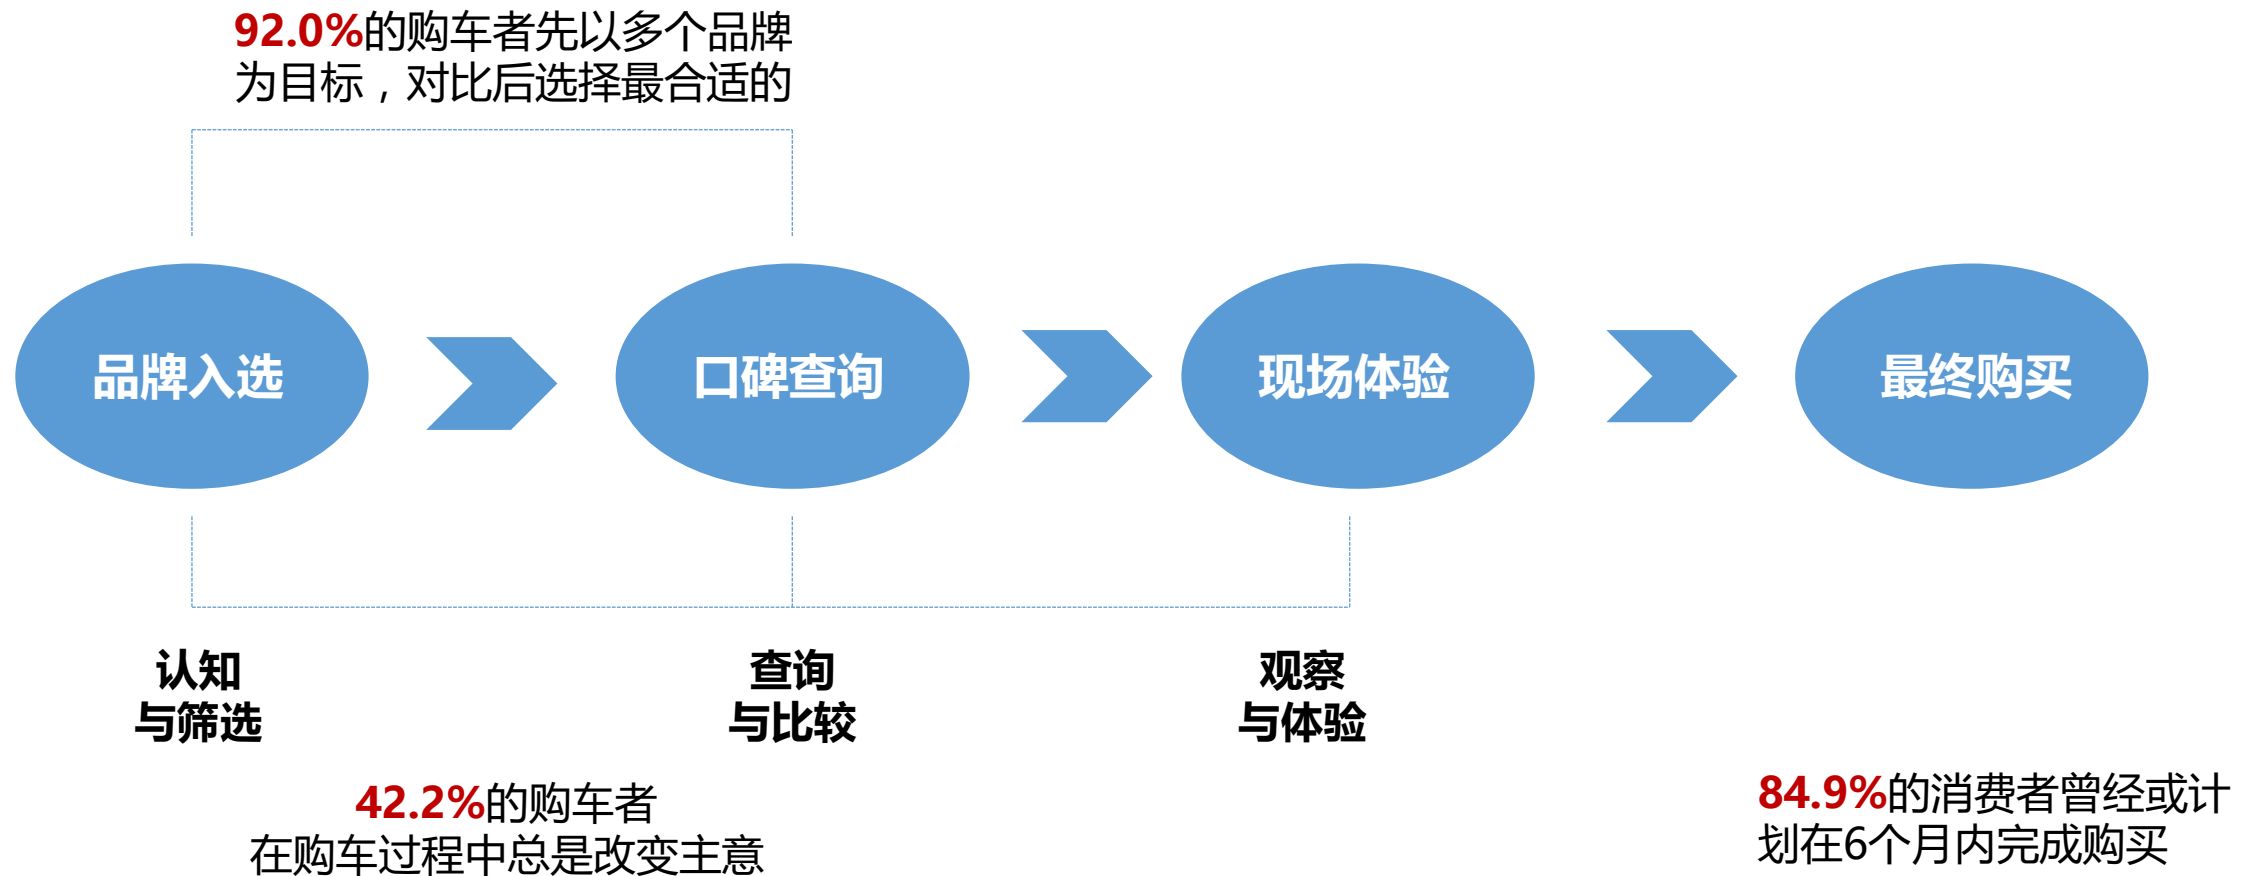 92.0%的购车者先以多个品牌
为目标，对比后选择最合适的
品牌入选
口碑查询
现场体验
最终购买
认知
与筛选
查询
与比较
观察
与体验
42.2%的购车者
在购车过程中总是改变主意
84.9%的消费者曾经或计
划在6个月内完成购买